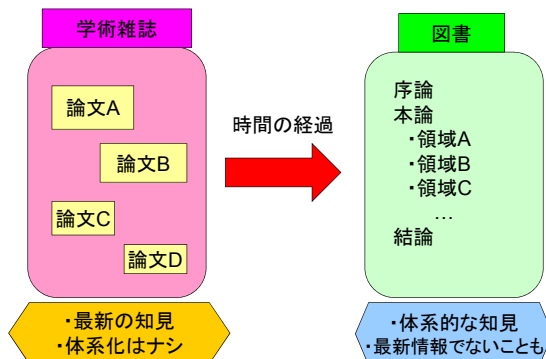 学術雑誌
論文A
論文B
論文C
論文D
・最新の知見
・体系化はナシ
時間の経過
図書
序論
本論
・領域A
・領域B
・領域C
…
結論
・体系的な知見
・最新情報でないことも